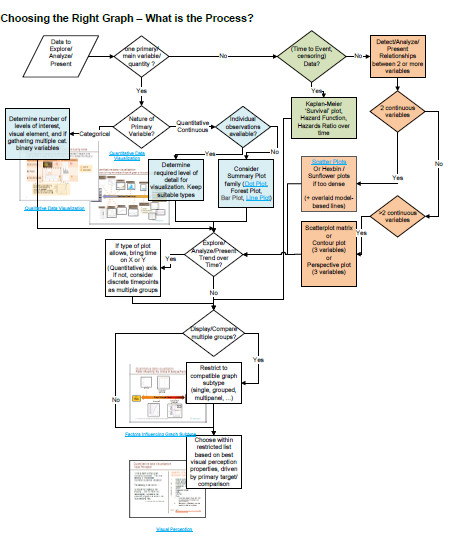 Choosing the Right Graph – What is the Process?
Data to
Explore/
Analyze/
Present
one primary/
main variable/
quantity ?
No
(Time to Event,
censoring)
Data?
No
Detect/Analyze/
Present
Relationships
between 2 or more
variables
Yes
Yes
Determine number of
levels of interest,
visual element, and if
gathering multiple cat.
binary variables
Categorical
Nature of
Primary
Variable?
Quantitative
Continuous
Individual
observations
available?
Kaplan-Meier
'Survival' plot,
Hazard Function,
Hazards Ratio over
time
2 continuous
variables
Quantitative Data
Visualization
Yes
No
Determine
required level of
detail for
visualization. Keep
suitable types
Consider
Summary Plot
family (Dot Plot,
Forest Plot,
Bar Plot, Line Plot)
Scatter Plots
Or Hexbin /
Sunflower plots
if too dense
(+ overlaid model-
based lines)
Yes
No
Qualitative Data Visualization
>2 continuous
variables
Yes
If type of plot
allows, bring time
on X or Y
(Quantitative) axis.
If not, consider
discrete timepoints
as multiple groups
Yes
Explore/
Analyze/Present
Trend over
Time?
Scatterplot matrix
or
Contour plot
(3 variables)
or
Perspective plot
(3 variables)
No
Display/Compare
multiple groups?
Yes
No
Restrict to
compatible graph
subtype
(single, grouped,
multipanel, ...)
Factors Influencing Graph
Choose within
restricted list
based on best
visual perception
properties, driven
by primary target/
comparison
Visual Perception